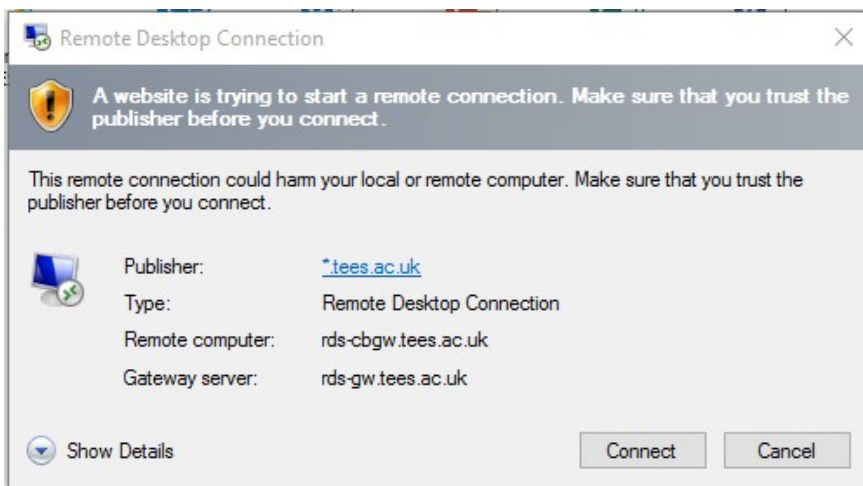 Remote Desktop Connection
A website is trying to start a remote connection. Make sure that you trust the
publisher before you connect.
This remote connection could harm your local or remote computer. Make sure that you trust the
publisher before you connect.
Publisher: *.tees.ac.uk
Type: Remote Desktop Connection
Remote computer: rds-cbgw.tees.ac.uk
Gateway server: rds-gw.tees.ac.uk
Show Details Connect Cancel